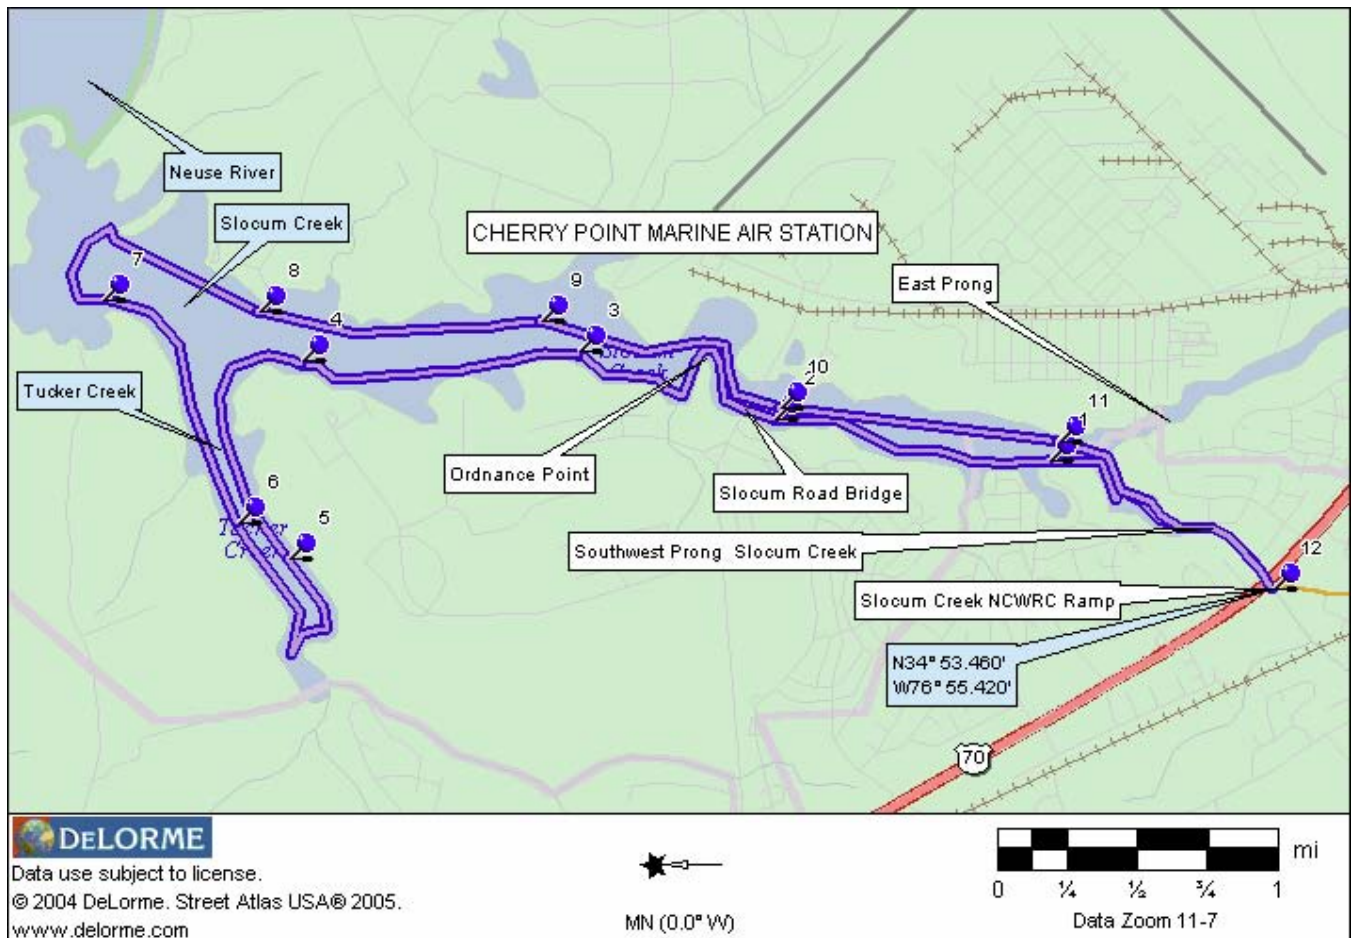 Neuse River
Slocum Creek
CHERRY POINT MARINE AIR STATION
7
8
9
East Prong
4
3
Slocum
Creek
Tucker Creek
10
2
11
1
Ordnance Point
Slocum Road Bridge
6
Tucker
Creek
5
Southwest Prong Slocum Creek
12
Slocum Creek NCWRC Ramp
N34° 53.460'
W76° 55.420'
70
DELORME
Data use subject to license.
© 2004 DeLorme. Street Atlas USA® 2005.
www.delorme.com
MN (0.0° W)
mi
0 ¼ ½ ¾ 1
Data Zoom 11-7